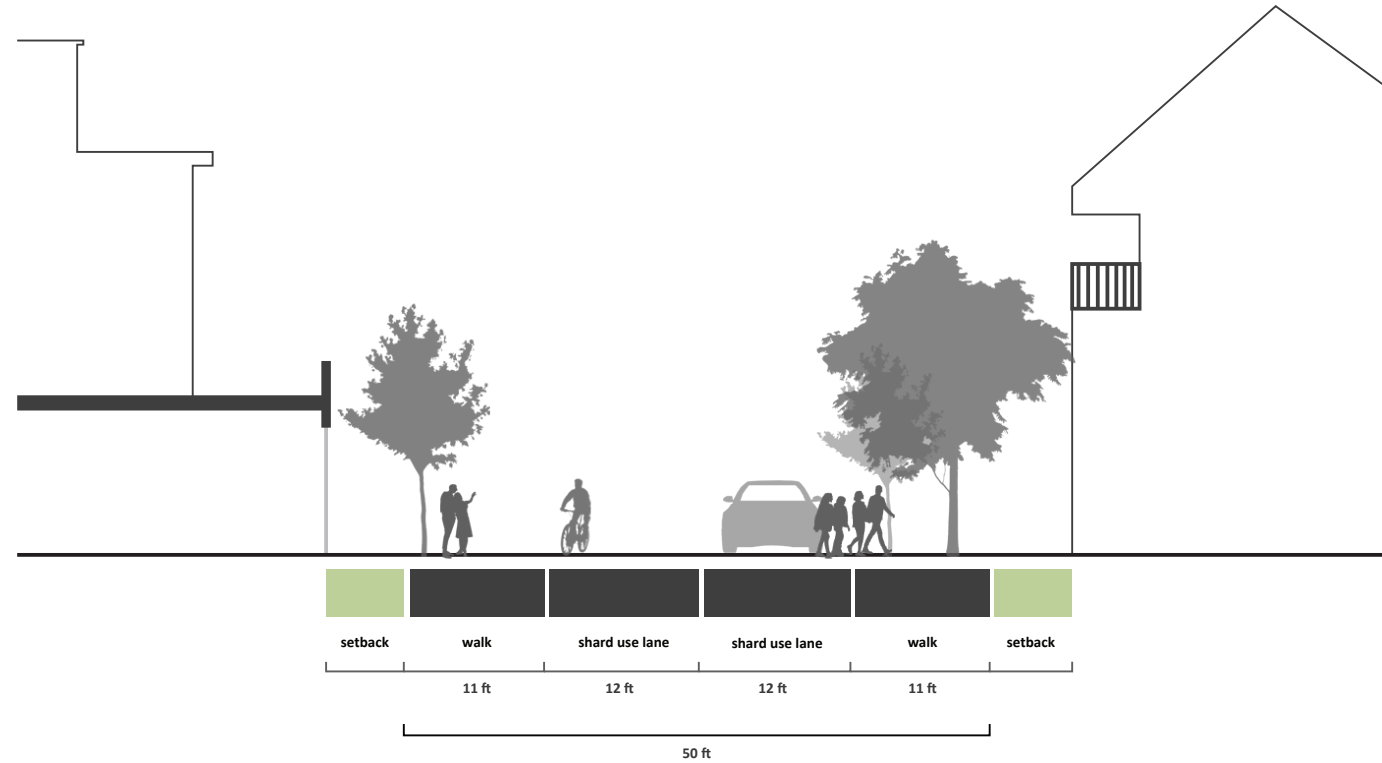 setback walk shard use lane shard use lane walk setback
11 ft 12 ft 12 ft 11 ft
50 ft